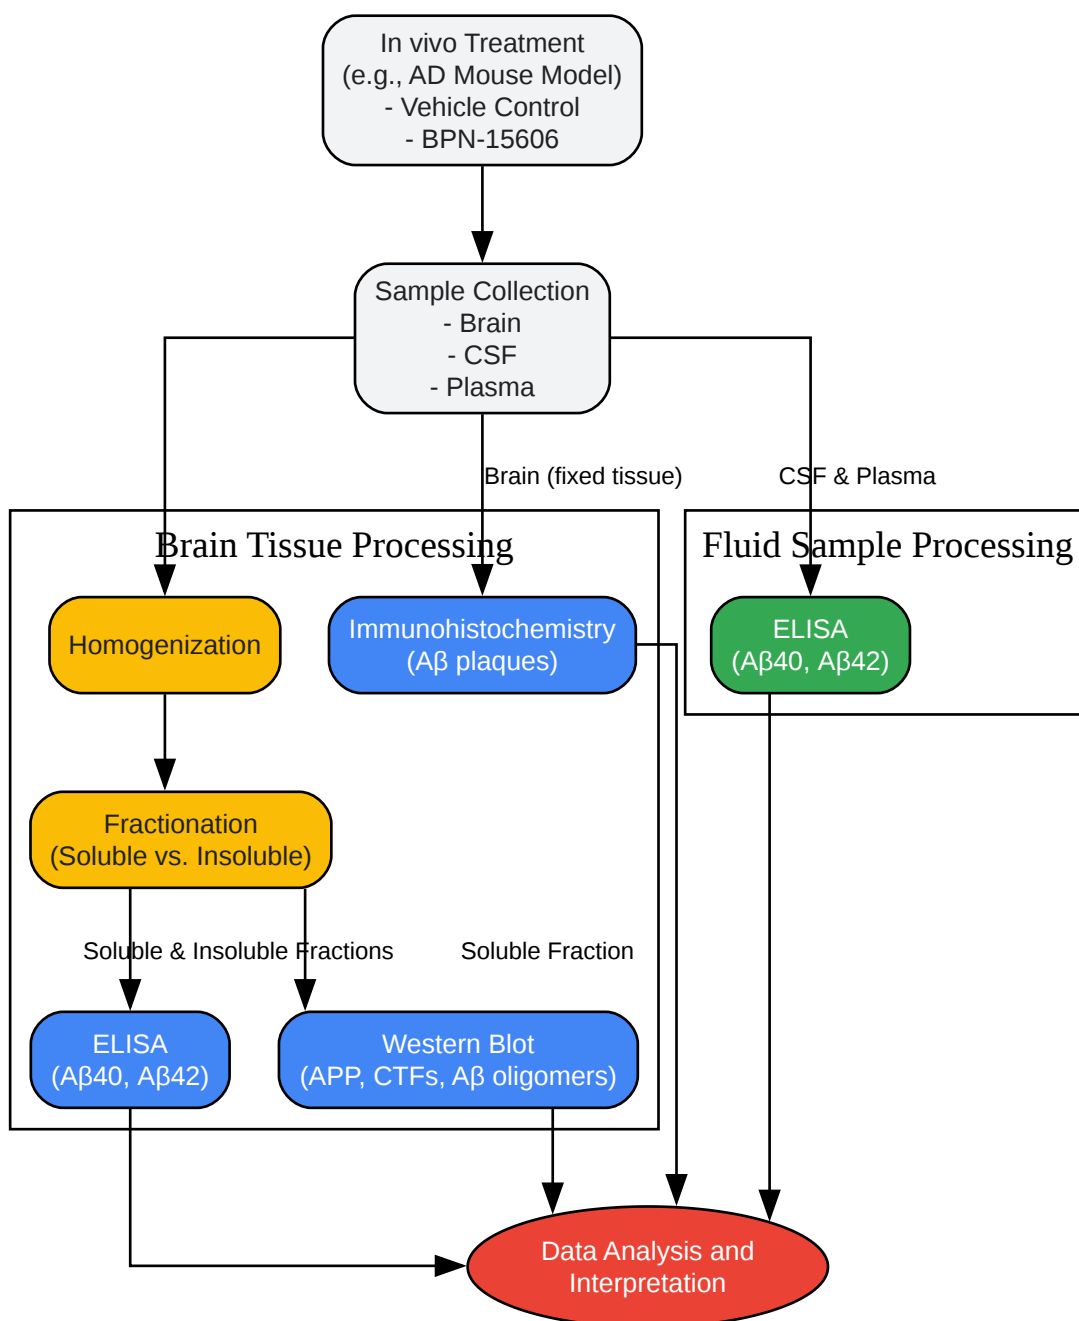 In vivo Treatment
(e.g., AD Mouse Model)
- Vehicle Control
- BPN-15606
Sample Collection
- Brain
- CSF
- Plasma
Brain (fixed tissue)
CSF & Plasma
Brain Tissue Processing
Fluid Sample Processing
Homogenization
Immunohistochemistry
(Aβ plaques)
ELISA
(Aβ40, Aβ42)
Fractionation
(Soluble vs. Insoluble)
Soluble & Insoluble Fractions
Soluble Fraction
ELISA
(Aβ40, Aβ42)
Western Blot
(APP, CTFs, Aβ oligomers)
Data Analysis and
Interpretation